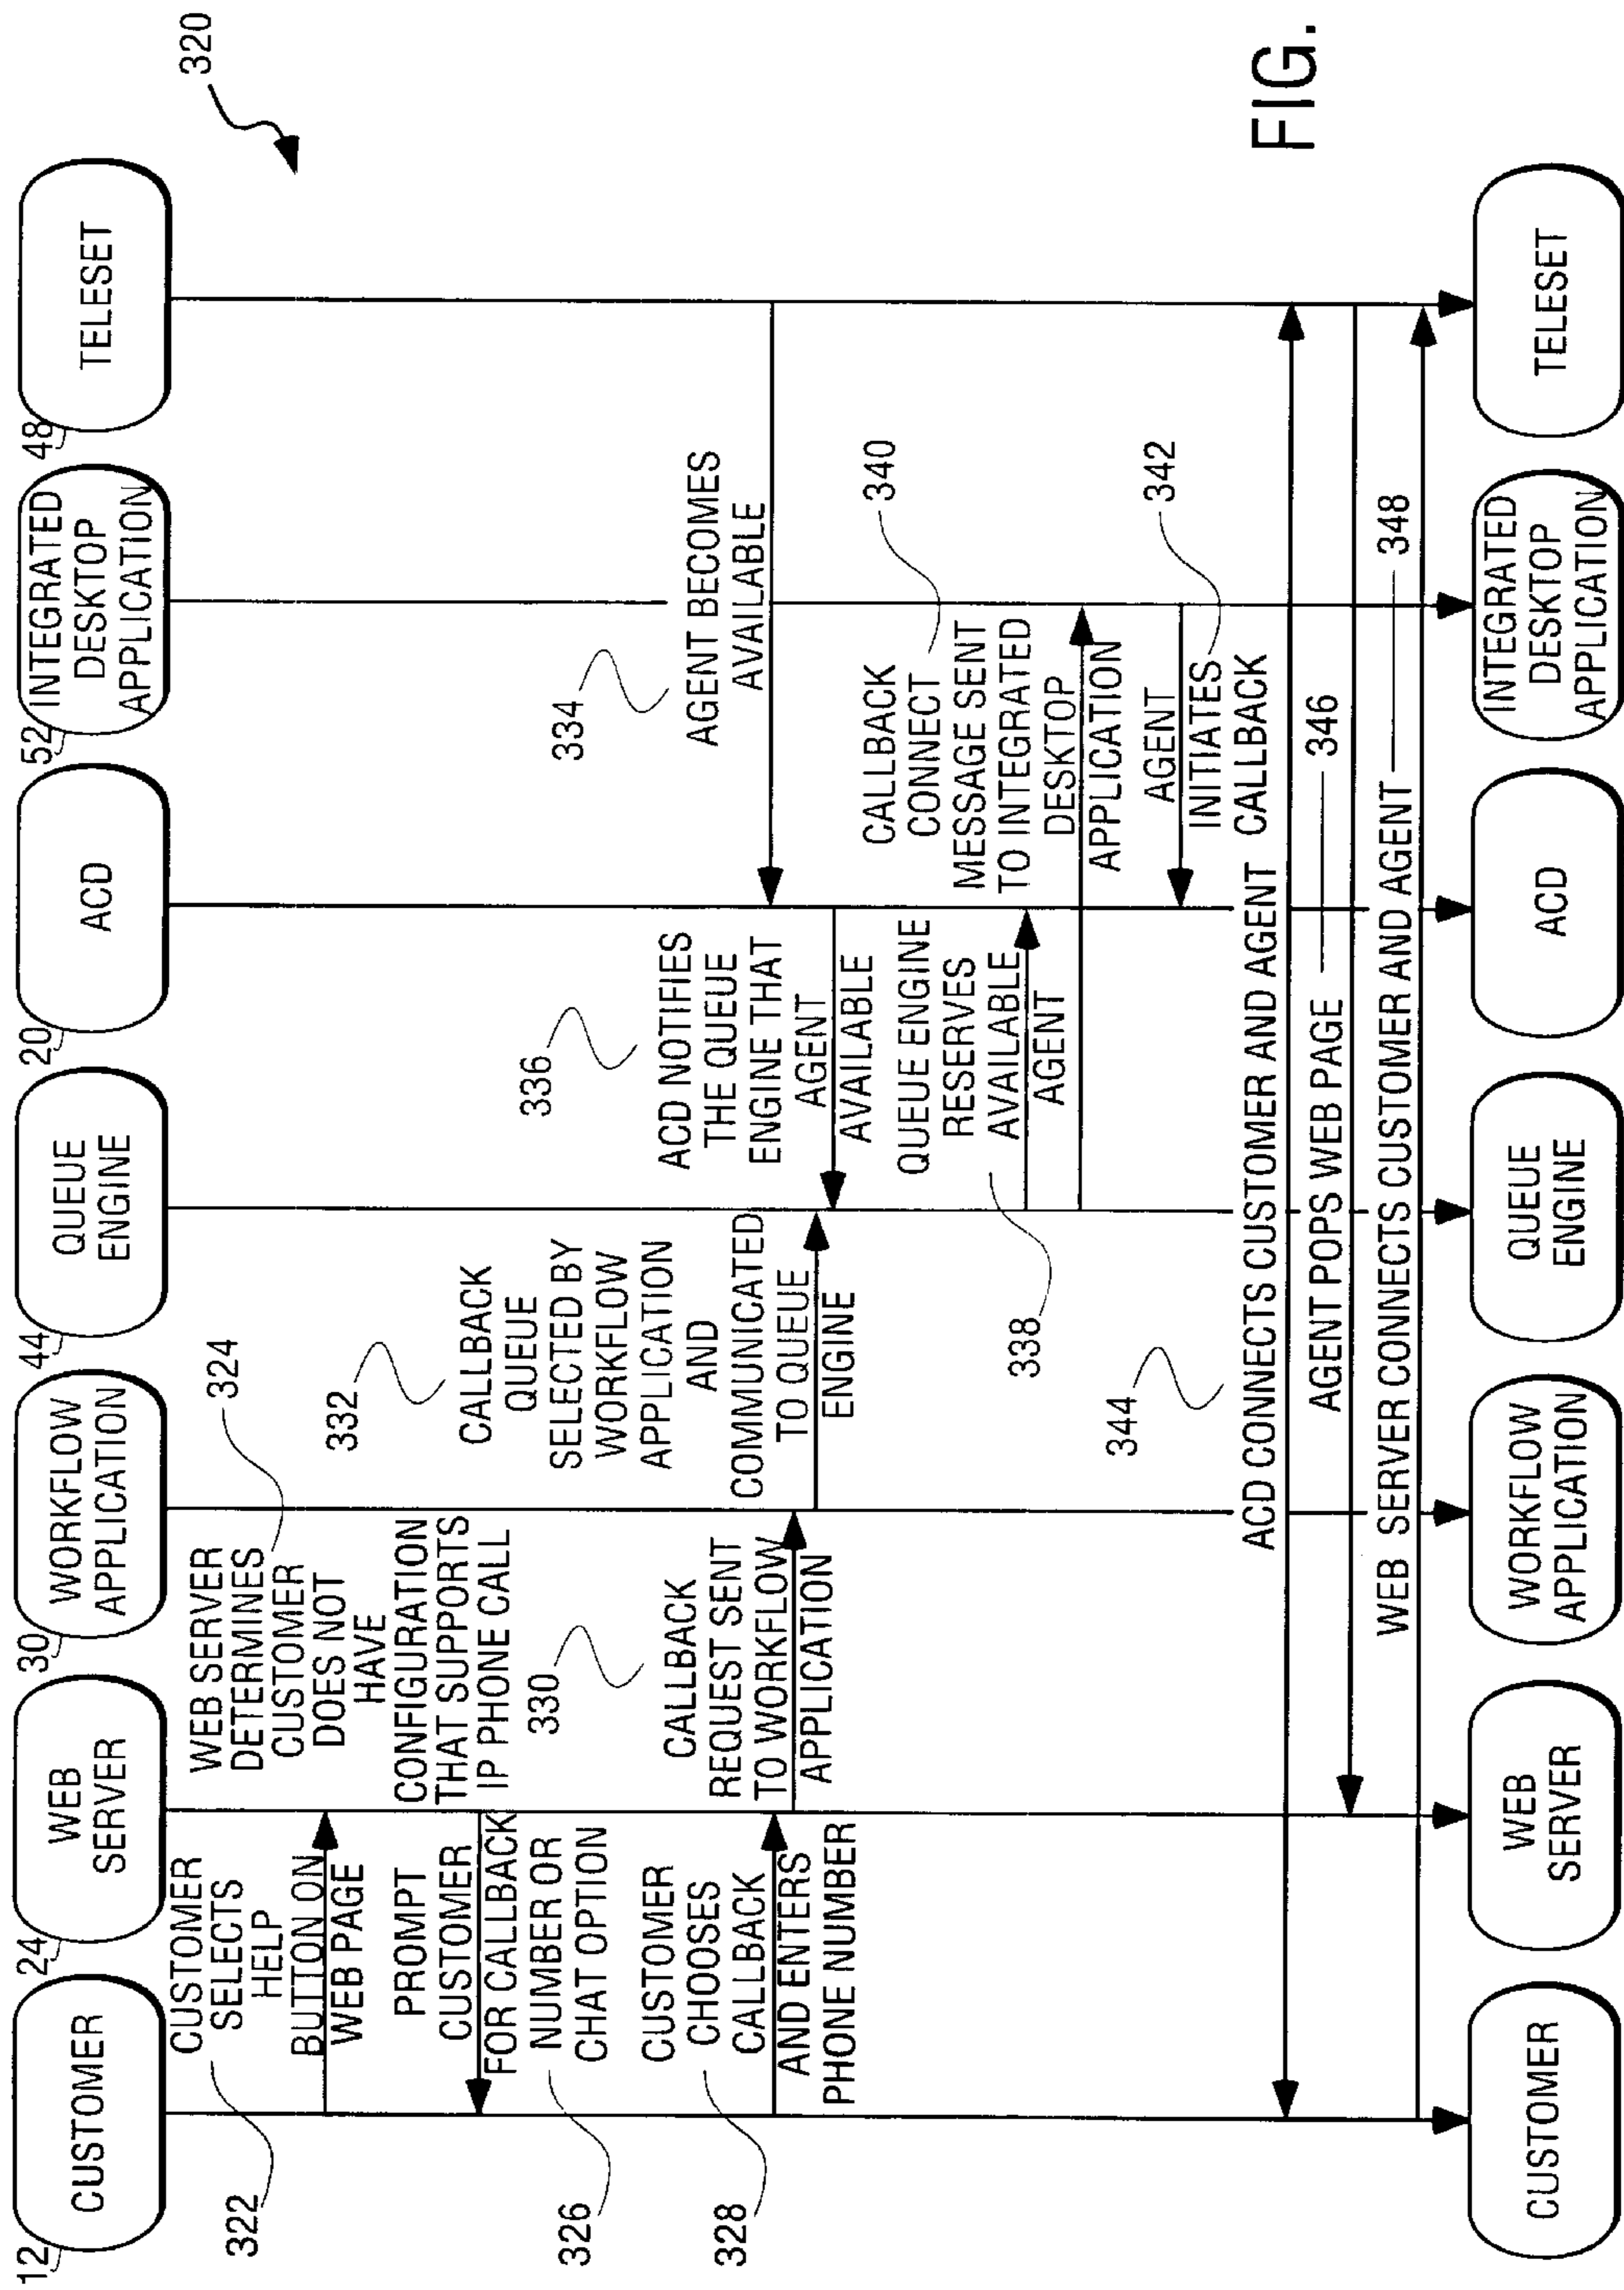 12
CUSTOMER
24
WEB
SERVER
30
WORKFLOW
APPLICATION
44
QUEUE
ENGINE
20
ACD
52
INTEGRATED
DESKTOP
APPLICATION
48
TELESET
320
322
CUSTOMER
SELECTS
HELP
BUTTON ON
WEB PAGE
324
WEB SERVER
DETERMINES
CUSTOMER
DOES NOT
HAVE
CONFIGURATION
THAT SUPPORTS
IP PHONE CALL
326
PROMPT
CUSTOMER
FOR CALLBACK
NUMBER OR
CHAT OPTION
328
CUSTOMER
CHOOSES
CALLBACK
AND ENTERS
PHONE NUMBER
330
CALLBACK
REQUEST SENT
TO WORKFLOW
APPLICATION
332
CALLBACK
QUEUE
SELECTED BY
WORKFLOW
APPLICATION
AND
COMMUNICATED
TO QUEUE
ENGINE
334
AGENT BECOMES
AVAILABLE
336
ACD NOTIFIES
THE QUEUE
ENGINE THAT
AGENT
AVAILABLE
338
QUEUE ENGINE
RESERVES
AVAILABLE
AGENT
340
CALLBACK
CONNECT
MESSAGE SENT
TO INTEGRATED
DESKTOP
APPLICATION
342
AGENT
INITIATES
CALLBACK
344
ACD CONNECTS CUSTOMER AND AGENT
AGENT POPS WEB PAGE
346
WEB SERVER CONNECTS CUSTOMER AND AGENT
348
CUSTOMER
WEB
SERVER
WORKFLOW
APPLICATION
QUEUE
ENGINE
ACD
INTEGRATED
DESKTOP
APPLICATION
TELESET
FIG.